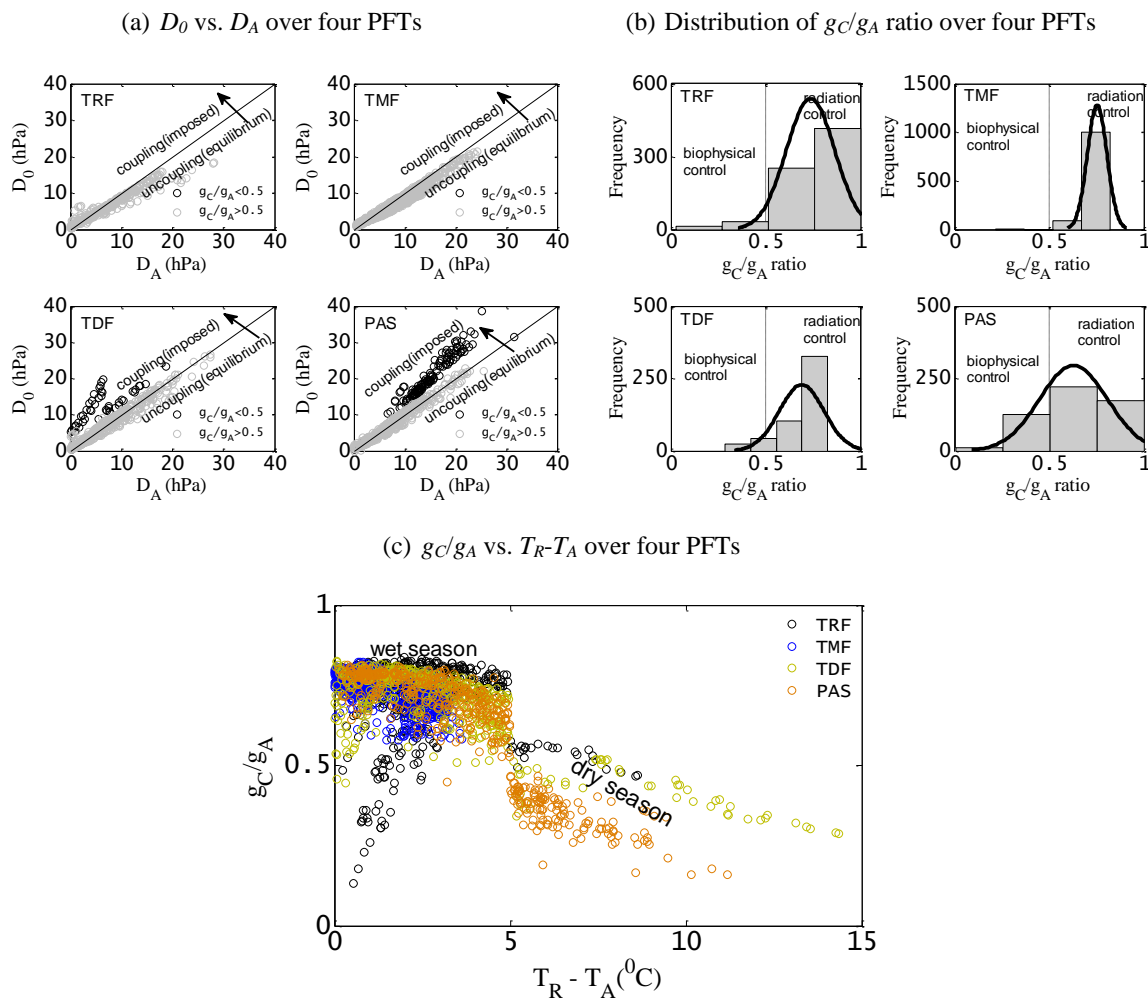 (a) D0 vs. DA over four PFTs
(b) Distribution of gC/gA ratio over four PFTs
TRF
coupling(imposed)
uncoupling(equilibrium)
gC/gA<0.5
gC/gA>0.5
D0 (hPa)
40
30
20
10
0
0 10 20 30 40
DA (hPa)
TMF
coupling(imposed)
uncoupling(equilibrium)
gC/gA<0.5
gC/gA>0.5
D0 (hPa)
40
30
20
10
0
0 10 20 30 40
DA (hPa)
TRF
radiation
control
biophysical
control
Frequency
600
300
0
0 0.5 1
gC/gA ratio
TMF
radiation
control
biophysical
control
Frequency
1500
1000
500
0
0 0.5 1
gC/gA ratio
TDF
coupling(imposed)
uncoupling(equilibrium)
gC/gA<0.5
gC/gA>0.5
D0 (hPa)
40
30
20
10
0
0 10 20 30 40
DA (hPa)
PAS
coupling(imposed)
uncoupling(equilibrium)
gC/gA<0.5
gC/gA>0.5
D0 (hPa)
40
30
20
10
0
0 10 20 30 40
DA (hPa)
TDF
radiation
control
biophysical
control
Frequency
500
250
0
0 0.5 1
gC/gA ratio
PAS
radiation
control
biophysical
control
Frequency
500
250
0
0 0.5 1
gC/gA ratio
(c) gC/gA vs. TR-TA over four PFTs
1
0.5
0
gC/gA
wet season
dry season
TRF
TMF
TDF
PAS
0 5 10 15
TR - TA(0C)